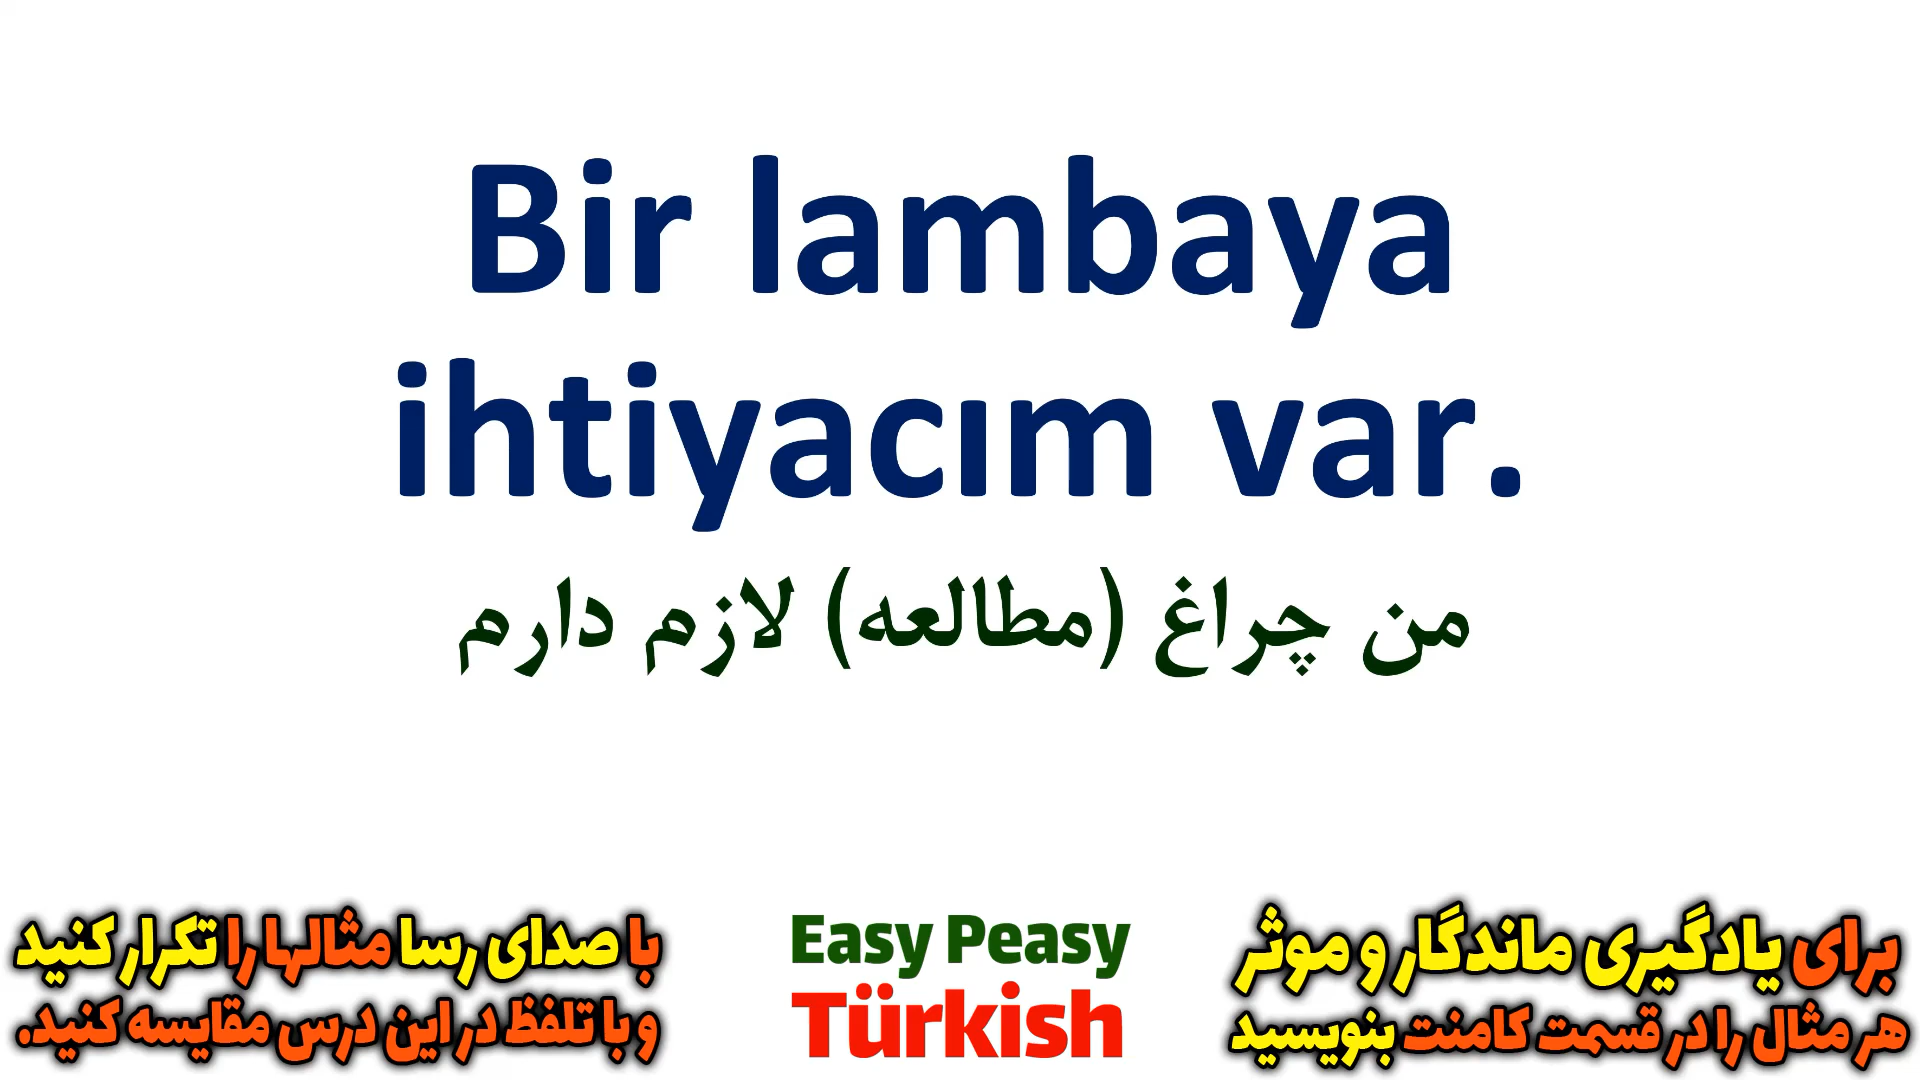 Bir lambaya
ihtiyacım var.
من چراغ (مطالعه) لازم دارم
برای یادگیری ماندگار و موثر
هر مثال را در قسمت کامنت بنویسید
Easy Peasy
Türkish
با صدای رسا مثالها را تکرار کنید
و با تلفظ در این درس مقایسه کنید.